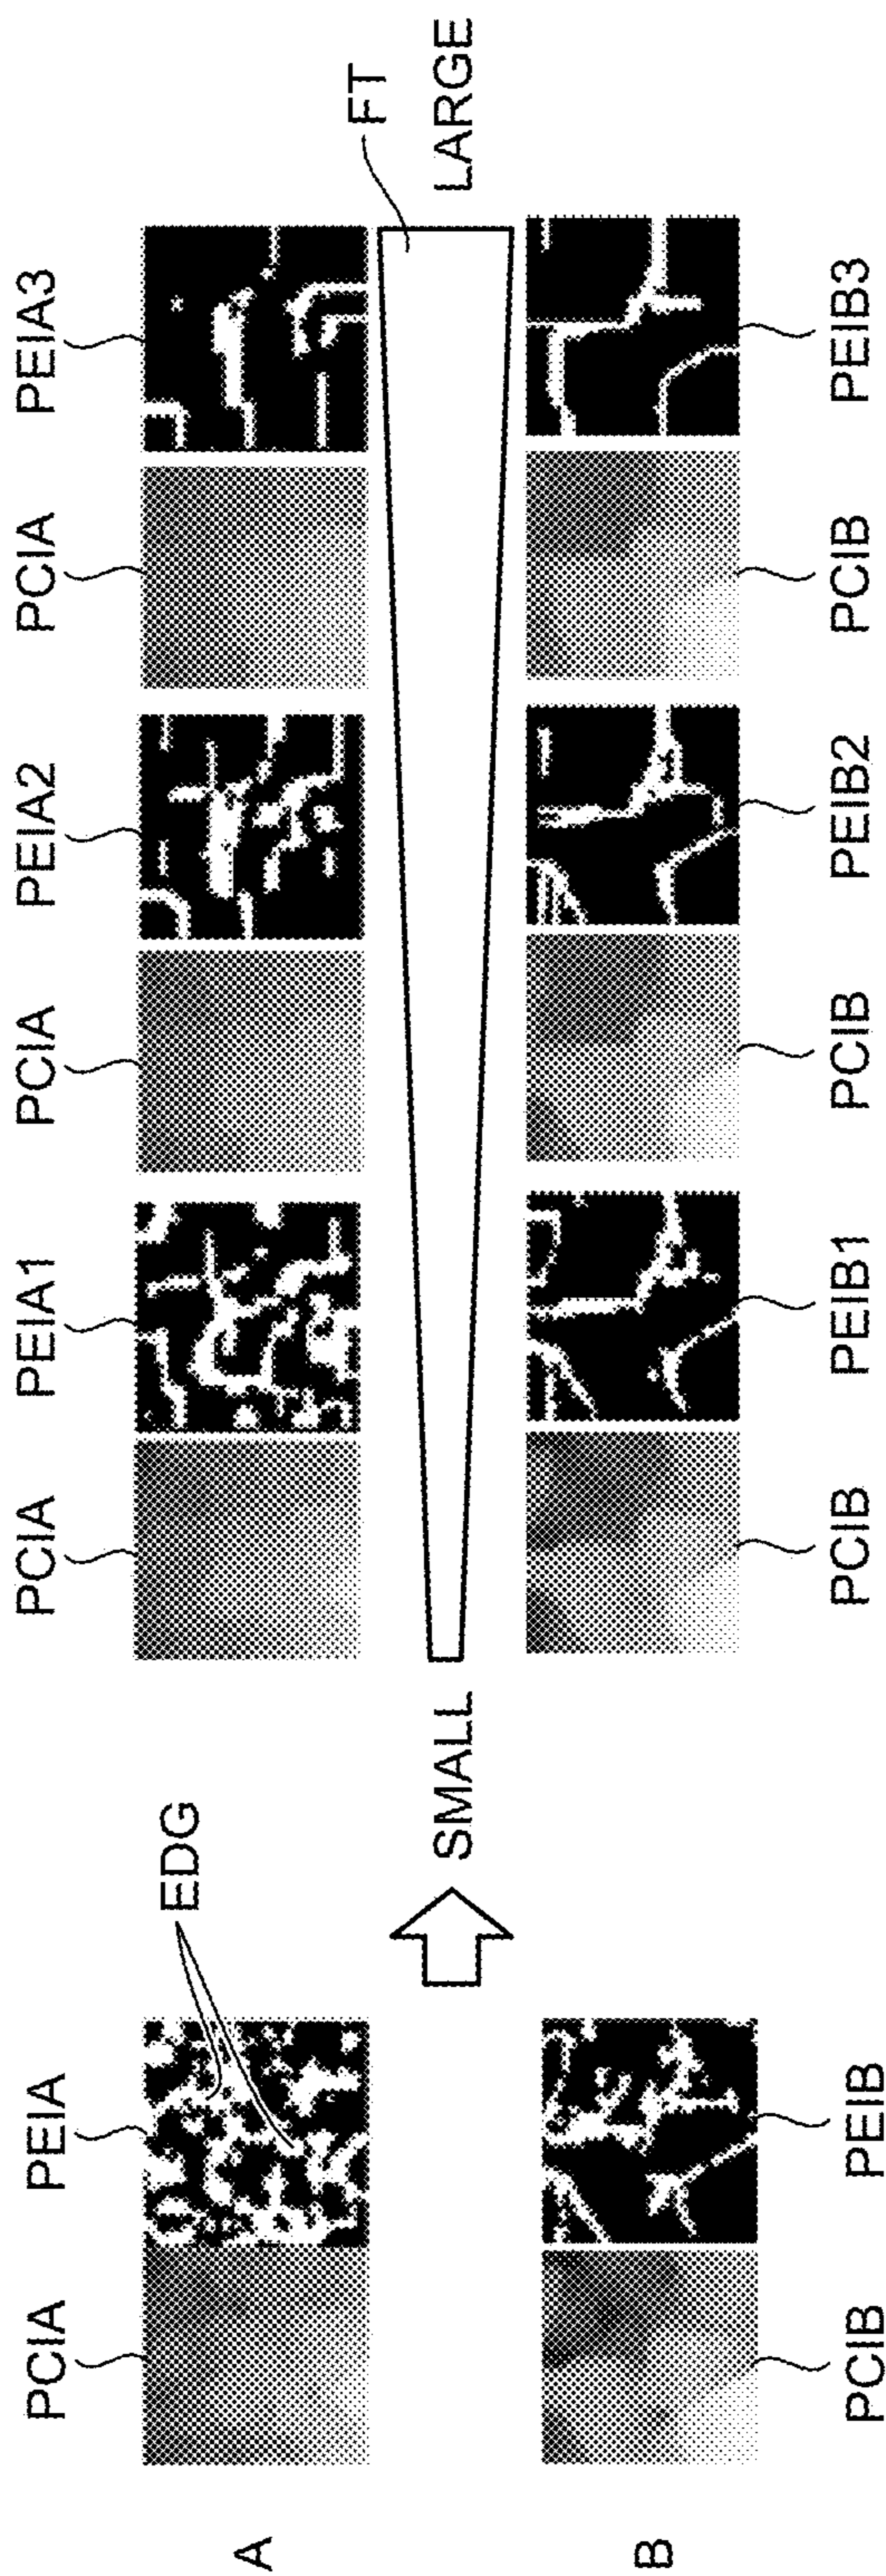 A
PCIA
PEIA
EDG
PCIA
PEIA1
PCIA
PEIA2
PCIA
PEIA3
SMALL
FT
LARGE
B
PCIB
PEIB
PCIB
PEIB1
PCIB
PEIB2
PCIB
PEIB3